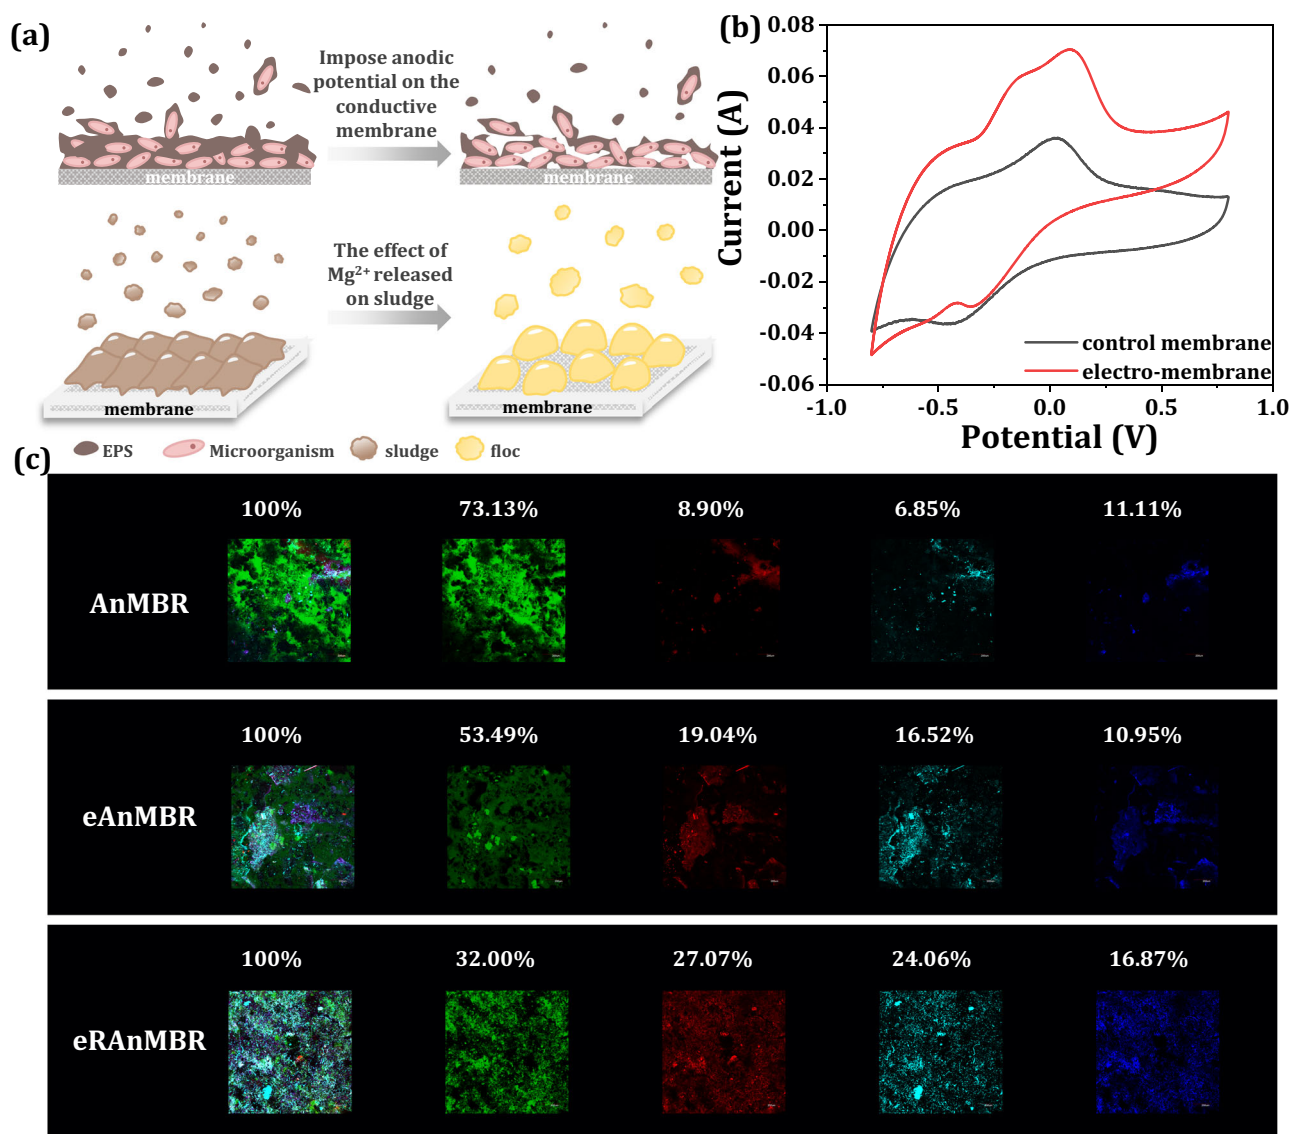 (a)
Impose anodic
potential on the
conductive
membrane
membrane
membrane
The effect of
Mg²⁺ released
on sludge
membrane
membrane
EPS
Microorganism
sludge
floc
(b)
0.08
0.06
0.04
0.02
0.00
-0.02
-0.04
-0.06
Current (A)
control membrane
electro-membrane
-1.0
-0.5
0.0
0.5
1.0
Potential (V)
(c)
100%
73.13%
8.90%
6.85%
11.11%
AnMBR
100%
53.49%
19.04%
16.52%
10.95%
eAnMBR
100%
32.00%
27.07%
24.06%
16.87%
eRAnMBR